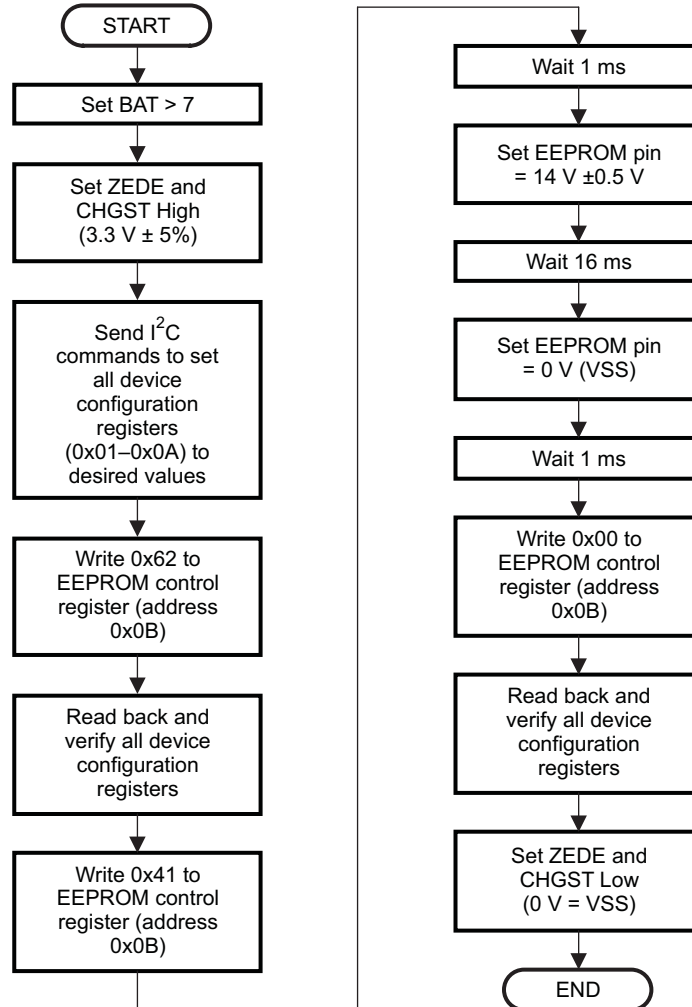 START
Set BAT > 7
Set ZEDE and
CHGST High
(3.3 V ± 5%)
Send I²C
commands to set
all device
configuration
registers
(0x01–0x0A) to
desired values
Write 0x62 to
EEPROM control
register (address
0x0B)
Read back and
verify all device
configuration
registers
Write 0x41 to
EEPROM control
register (address
0x0B)
Wait 1 ms
Set EEPROM pin
= 14 V ±0.5 V
Wait 16 ms
Set EEPROM pin
= 0 V (VSS)
Wait 1 ms
Write 0x00 to
EEPROM control
register (address
0x0B)
Read back and
verify all device
configuration
registers
Set ZEDE and
CHGST Low
(0 V = VSS)
END